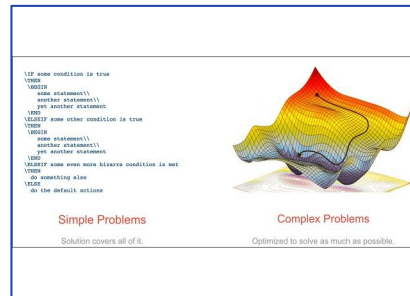 \IF some condition is true
\THEN
\BEGIN
some statement\\
another statement\\
yet another statement
\END
\ELSEIF some other condition is true
\THEN
\BEGIN
some statement\\
another statement\\
yet another statement
\END
\ELSEIF some even more bizarre condition is met
\THEN
do something else
\ELSE
do the default actions
Simple Problems
Solution covers all of it.
Complex Problems
Optimized to solve as much as possible.